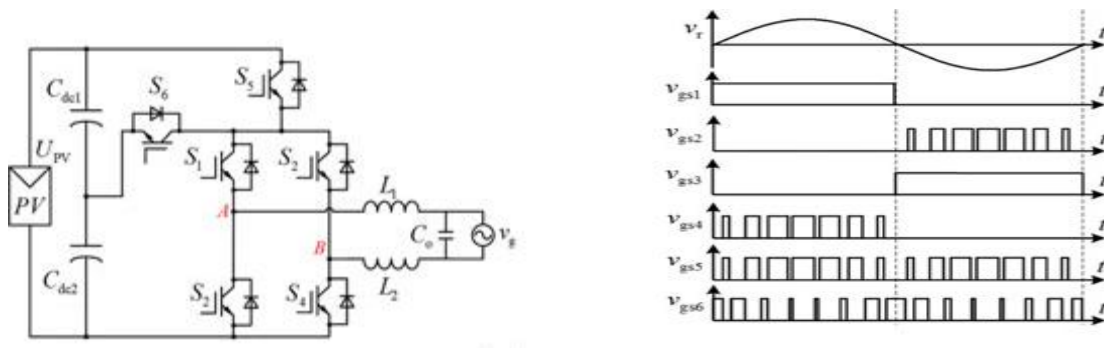 C_dc1
S_6
S_5
U_PV
PV
S_1
S_2
L_1
A
C_o
v_g
B
L_2
C_dc2
S_2
S_4
v_r
t
v_gs1
t
v_gs2
t
v_gs3
t
v_gs4
t
v_gs5
t
v_gs6
t